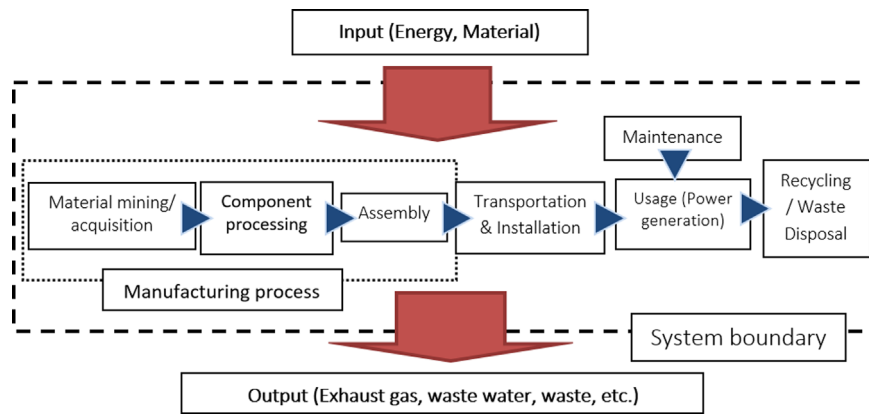 Input (Energy, Material)
Maintenance
Material mining/
acquisition
Component
processing
Assembly
Transportation
& Installation
Usage (Power
generation)
Recycling
/ Waste
Disposal
Manufacturing process
System boundary
Output (Exhaust gas, waste water, waste, etc.)